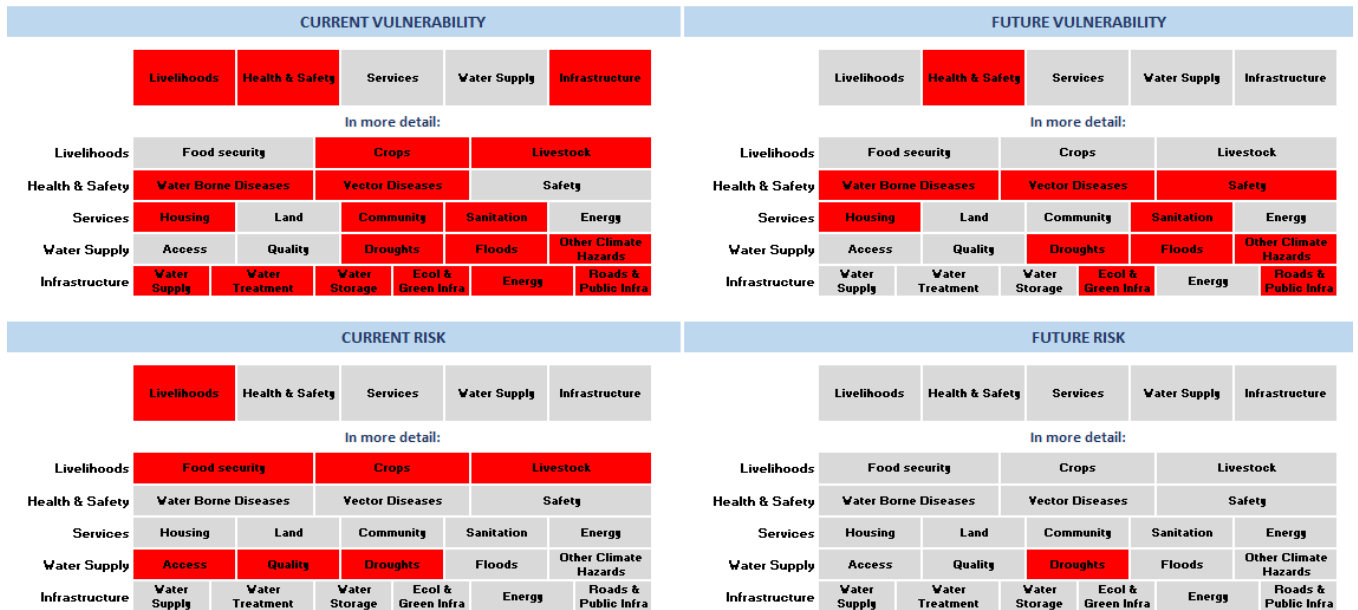 CURRENT VULNERABILITY
Livelihoods Health & Safety Services Water Supply Infrastructure
In more detail:
Livelihoods Food security Crops Livestock
Health & Safety Water Borne Diseases Vector Diseases Safety
Services Housing Land Community Sanitation Energy
Water Supply Access Quality Droughts Floods Other Climate Hazards
Infrastructure Water Supply Water Treatment Water Storage Ecol & Green Infra Energy Roads & Public Infra
FUTURE VULNERABILITY
Livelihoods Health & Safety Services Water Supply Infrastructure
In more detail:
Livelihoods Food security Crops Livestock
Health & Safety Water Borne Diseases Vector Diseases Safety
Services Housing Land Community Sanitation Energy
Water Supply Access Quality Droughts Floods Other Climate Hazards
Infrastructure Water Supply Water Treatment Water Storage Ecol & Green Infra Energy Roads & Public Infra
CURRENT RISK
Livelihoods Health & Safety Services Water Supply Infrastructure
In more detail:
Livelihoods Food security Crops Livestock
Health & Safety Water Borne Diseases Vector Diseases Safety
Services Housing Land Community Sanitation Energy
Water Supply Access Quality Droughts Floods Other Climate Hazards
Infrastructure Water Supply Water Treatment Water Storage Ecol & Green Infra Energy Roads & Public Infra
FUTURE RISK
Livelihoods Health & Safety Services Water Supply Infrastructure
In more detail:
Livelihoods Food security Crops Livestock
Health & Safety Water Borne Diseases Vector Diseases Safety
Services Housing Land Community Sanitation Energy
Water Supply Access Quality Droughts Floods Other Climate Hazards
Infrastructure Water Supply Water Treatment Water Storage Ecol & Green Infra Energy Roads & Public Infra